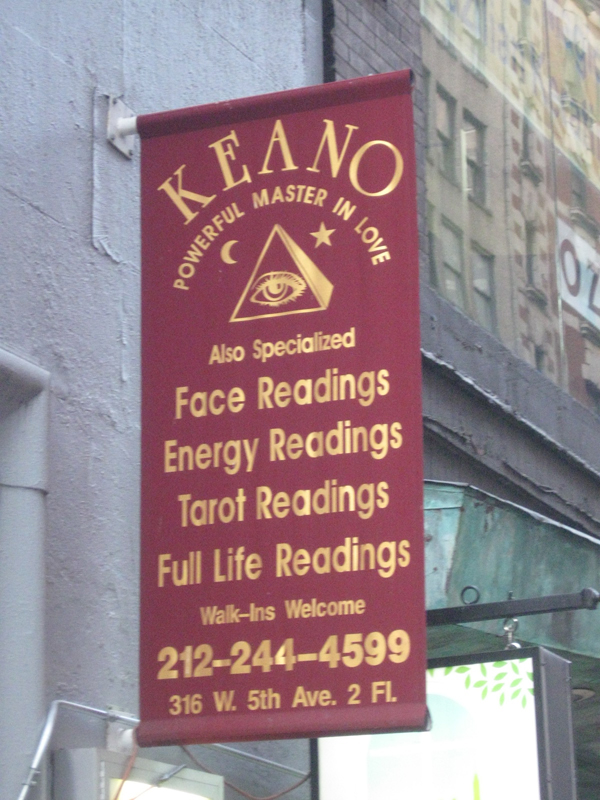 KEANO
POWERFUL MASTER IN LOVE
Also Specialized
Face Readings
Energy Readings
Tarot Readings
Full Life Readings
Walk-Ins Welcome
212-244-4599
316 W. 5th Ave. 2 Fl.
OZ